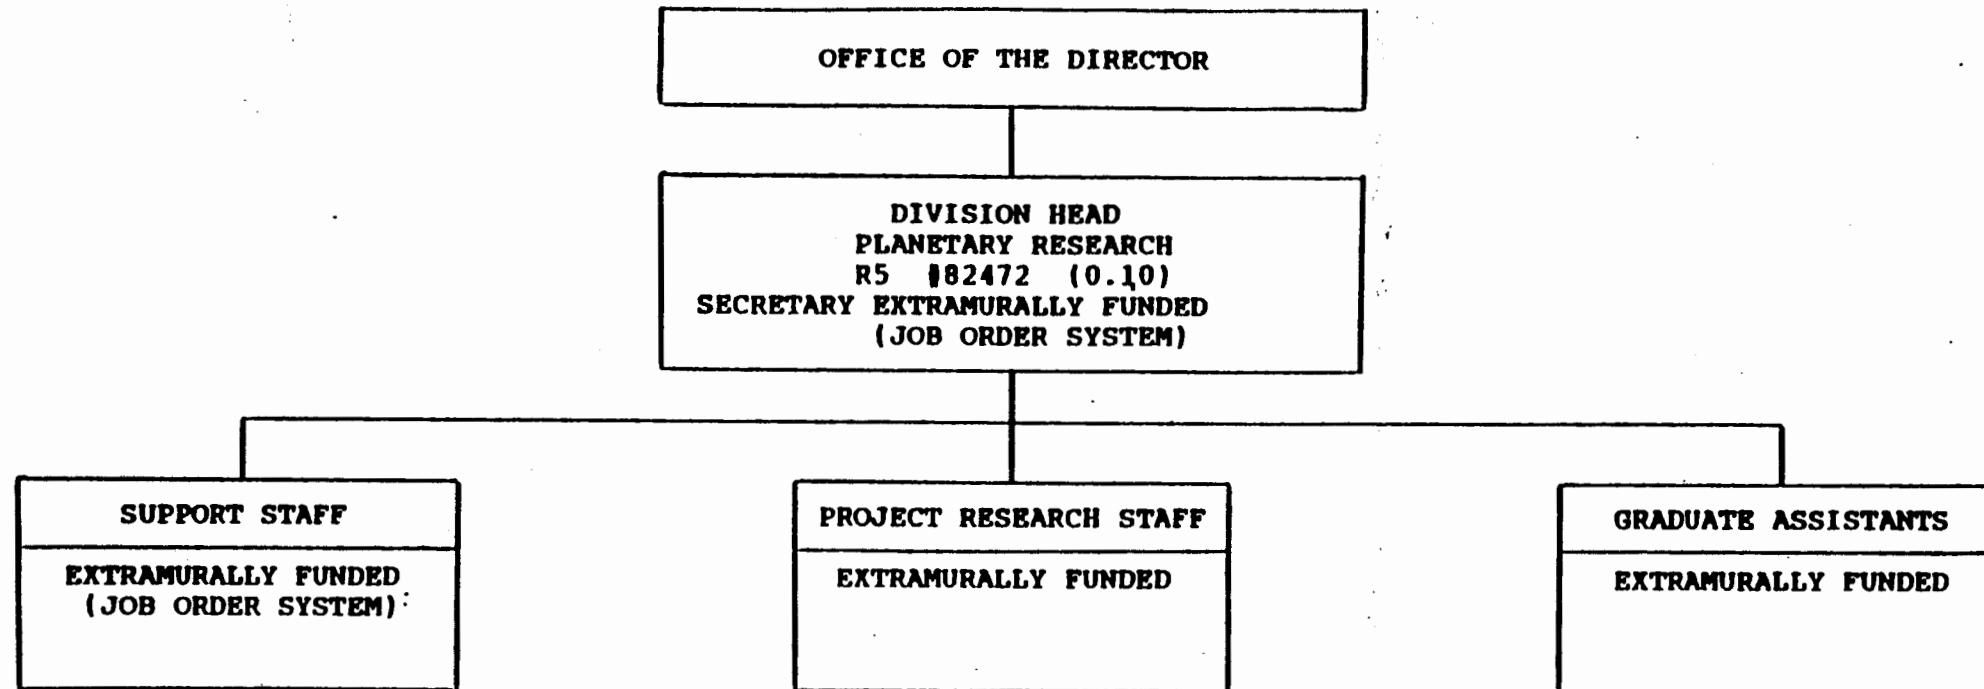 OFFICE OF THE DIRECTOR
DIVISION HEAD
PLANETARY RESEARCH
R5 #82472 (0.10)
SECRETARY EXTRAMURALLY FUNDED
(JOB ORDER SYSTEM)
SUPPORT STAFF
EXTRAMURALLY FUNDED
(JOB ORDER SYSTEM)
PROJECT RESEARCH STAFF
EXTRAMURALLY FUNDED
GRADUATE ASSISTANTS
EXTRAMURALLY FUNDED